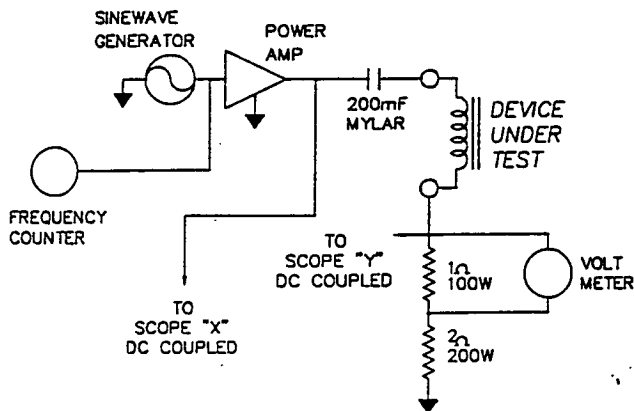 SINEWAVE
GENERATOR
POWER
AMP
200mF
MYLAR
DEVICE
UNDER
TEST
FREQUENCY
COUNTER
TO
SCOPE "X"
DC COUPLED
TO
SCOPE "Y"
DC COUPLED
1Ω
100W
VOLT
METER
2Ω
200W